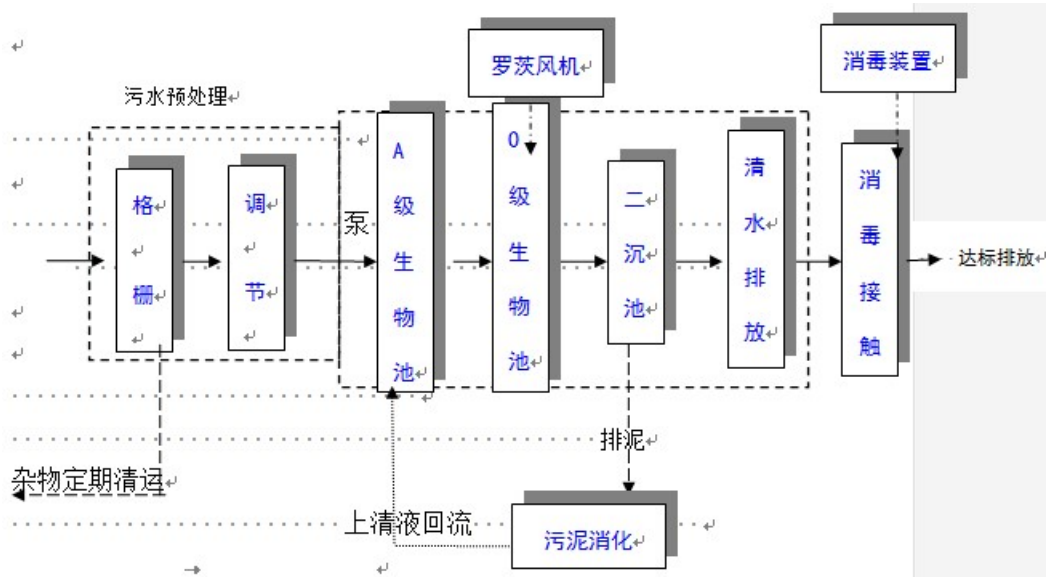 罗茨风机
消毒装置
污水预处理
格栅
调节
泵
A级生物池
O级生物池
二沉池
清水排放
消毒接触
达标排放
排泥
杂物定期清运
上清液回流
污泥消化